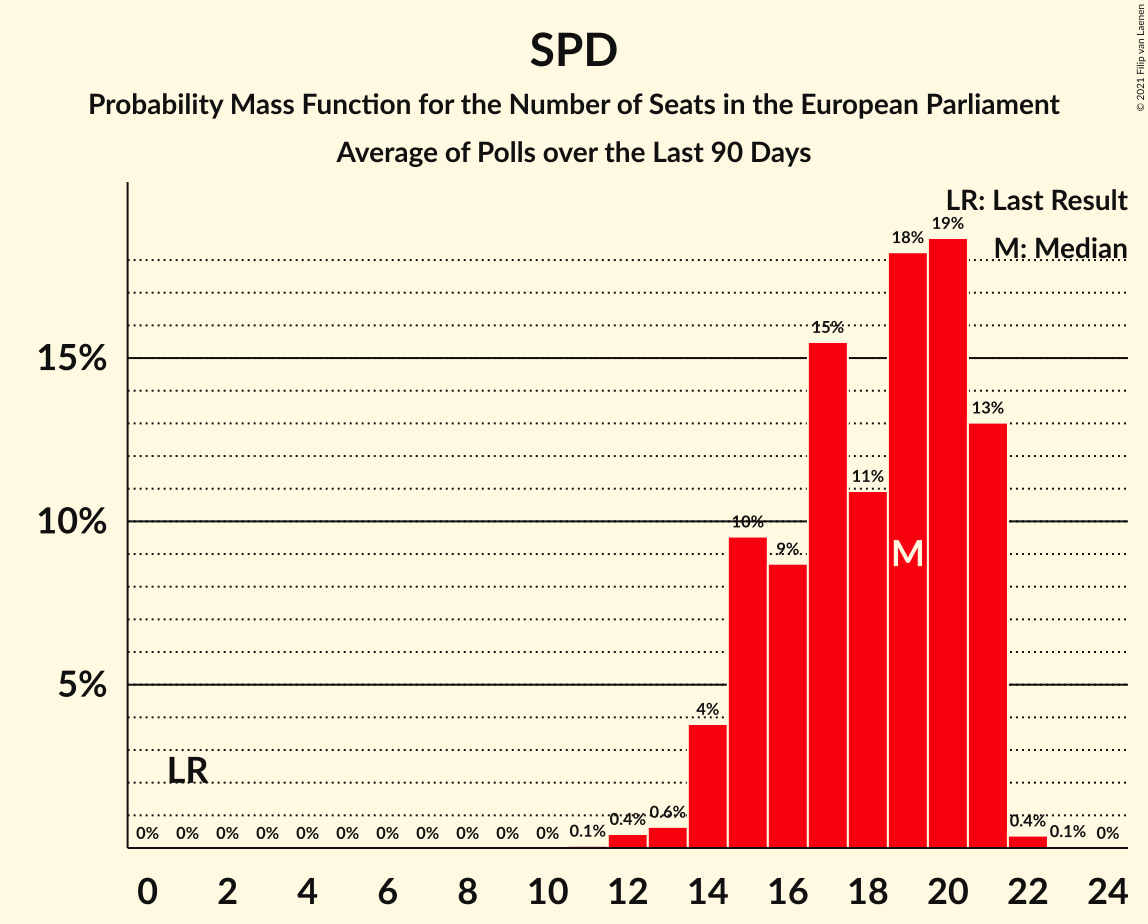 SPD
Probability Mass Function for the Number of Seats in the European Parliament
Average of Polls over the Last 90 Days
© 2021 Filip van Laenen
LR: Last Result
M: Median
15%
10%
5%
LR
M
0% 0% 0% 0% 0% 0% 0% 0% 0% 0% 0% 0.1% 0.4% 0.6% 4% 10% 9% 15% 11% 18% 19% 13% 0.4% 0.1% 0%
0 2 4 6 8 10 12 14 16 18 20 22 24